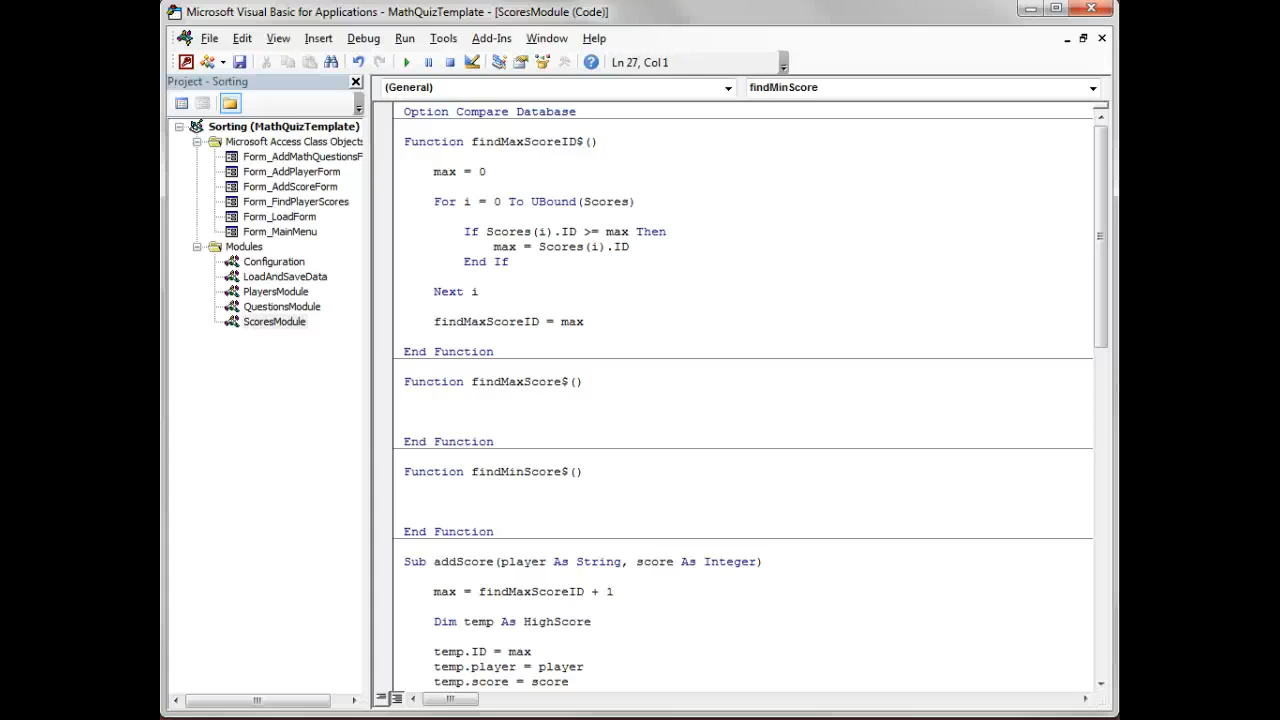 Microsoft Visual Basic for Applications - MathQuizTemplate - [ScoresModule (Code)]
File Edit View Insert Debug Run Tools Add-Ins Window Help
Ln 27, Col 1
Project - Sorting
Sorting (MathQuizTemplate)
Microsoft Access Class Objects
Form_AddMathQuestionsF
Form_AddPlayerForm
Form_AddScoreForm
Form_FindPlayerScores
Form_LoadForm
Form_MainMenu
Modules
Configuration
LoadAndSaveData
PlayersModule
QuestionsModule
ScoresModule
(General) findMinScore
Option Compare Database
Function findMaxScoreID$()
max = 0
For i = 0 To UBound(Scores)
If Scores(i).ID >= max Then
max = Scores(i).ID
End If
Next i
findMaxScoreID = max
End Function
Function findMaxScore$()
End Function
Function findMinScore$()
End Function
Sub addScore(player As String, score As Integer)
max = findMaxScoreID + 1
Dim temp As HighScore
temp.ID = max
temp.player = player
temp.score = score